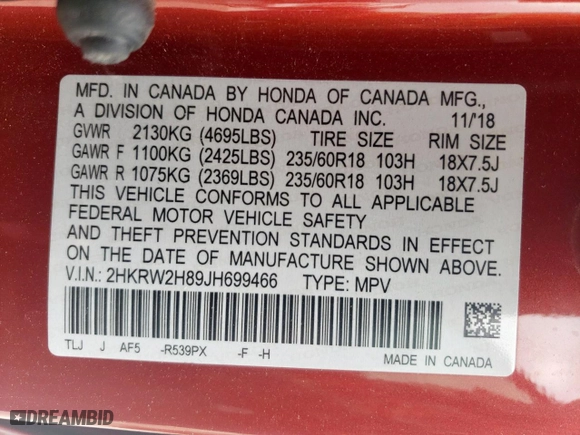 MFD. IN CANADA BY HONDA OF CANADA MFG.,
A DIVISION OF HONDA CANADA INC. 11/'18
GVWR 2130KG (4695LBS) TIRE SIZE RIM SIZE
GAWR F 1100KG (2425LBS) 235/60R18 103H 18X7.5J
GAWR R 1075KG (2369LBS) 235/60R18 103H 18X7.5J
THIS VEHICLE CONFORMS TO ALL APPLICABLE
FEDERAL MOTOR VEHICLE SAFETY
AND THEFT PREVENTION STANDARDS IN EFFECT
ON THE DATE OF MANUFACTURE SHOWN ABOVE.
V.I.N.: 2HKRW2H89JH699466 TYPE: MPV
TLJ J AF5 -R539PX -F -H
MADE IN CANADA
DREAMBID